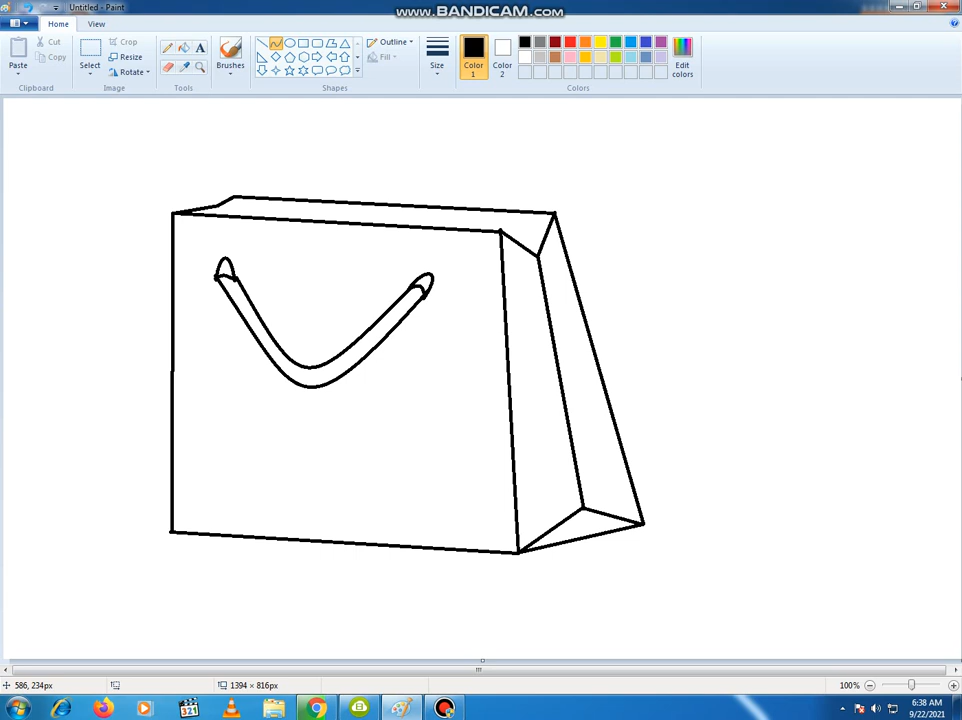 Untitled - Paint
www.BANDICAM.com
Home View
Paste
Cut
Copy
Clipboard
Select
Crop
Resize
Rotate
Image
Tools
Brushes
Shapes
Outline
Fill
Size
Color 1
Color 2
Colors
Edit colors
586, 234px
1394 × 816px
100%
321
6:38 AM
9/22/2021